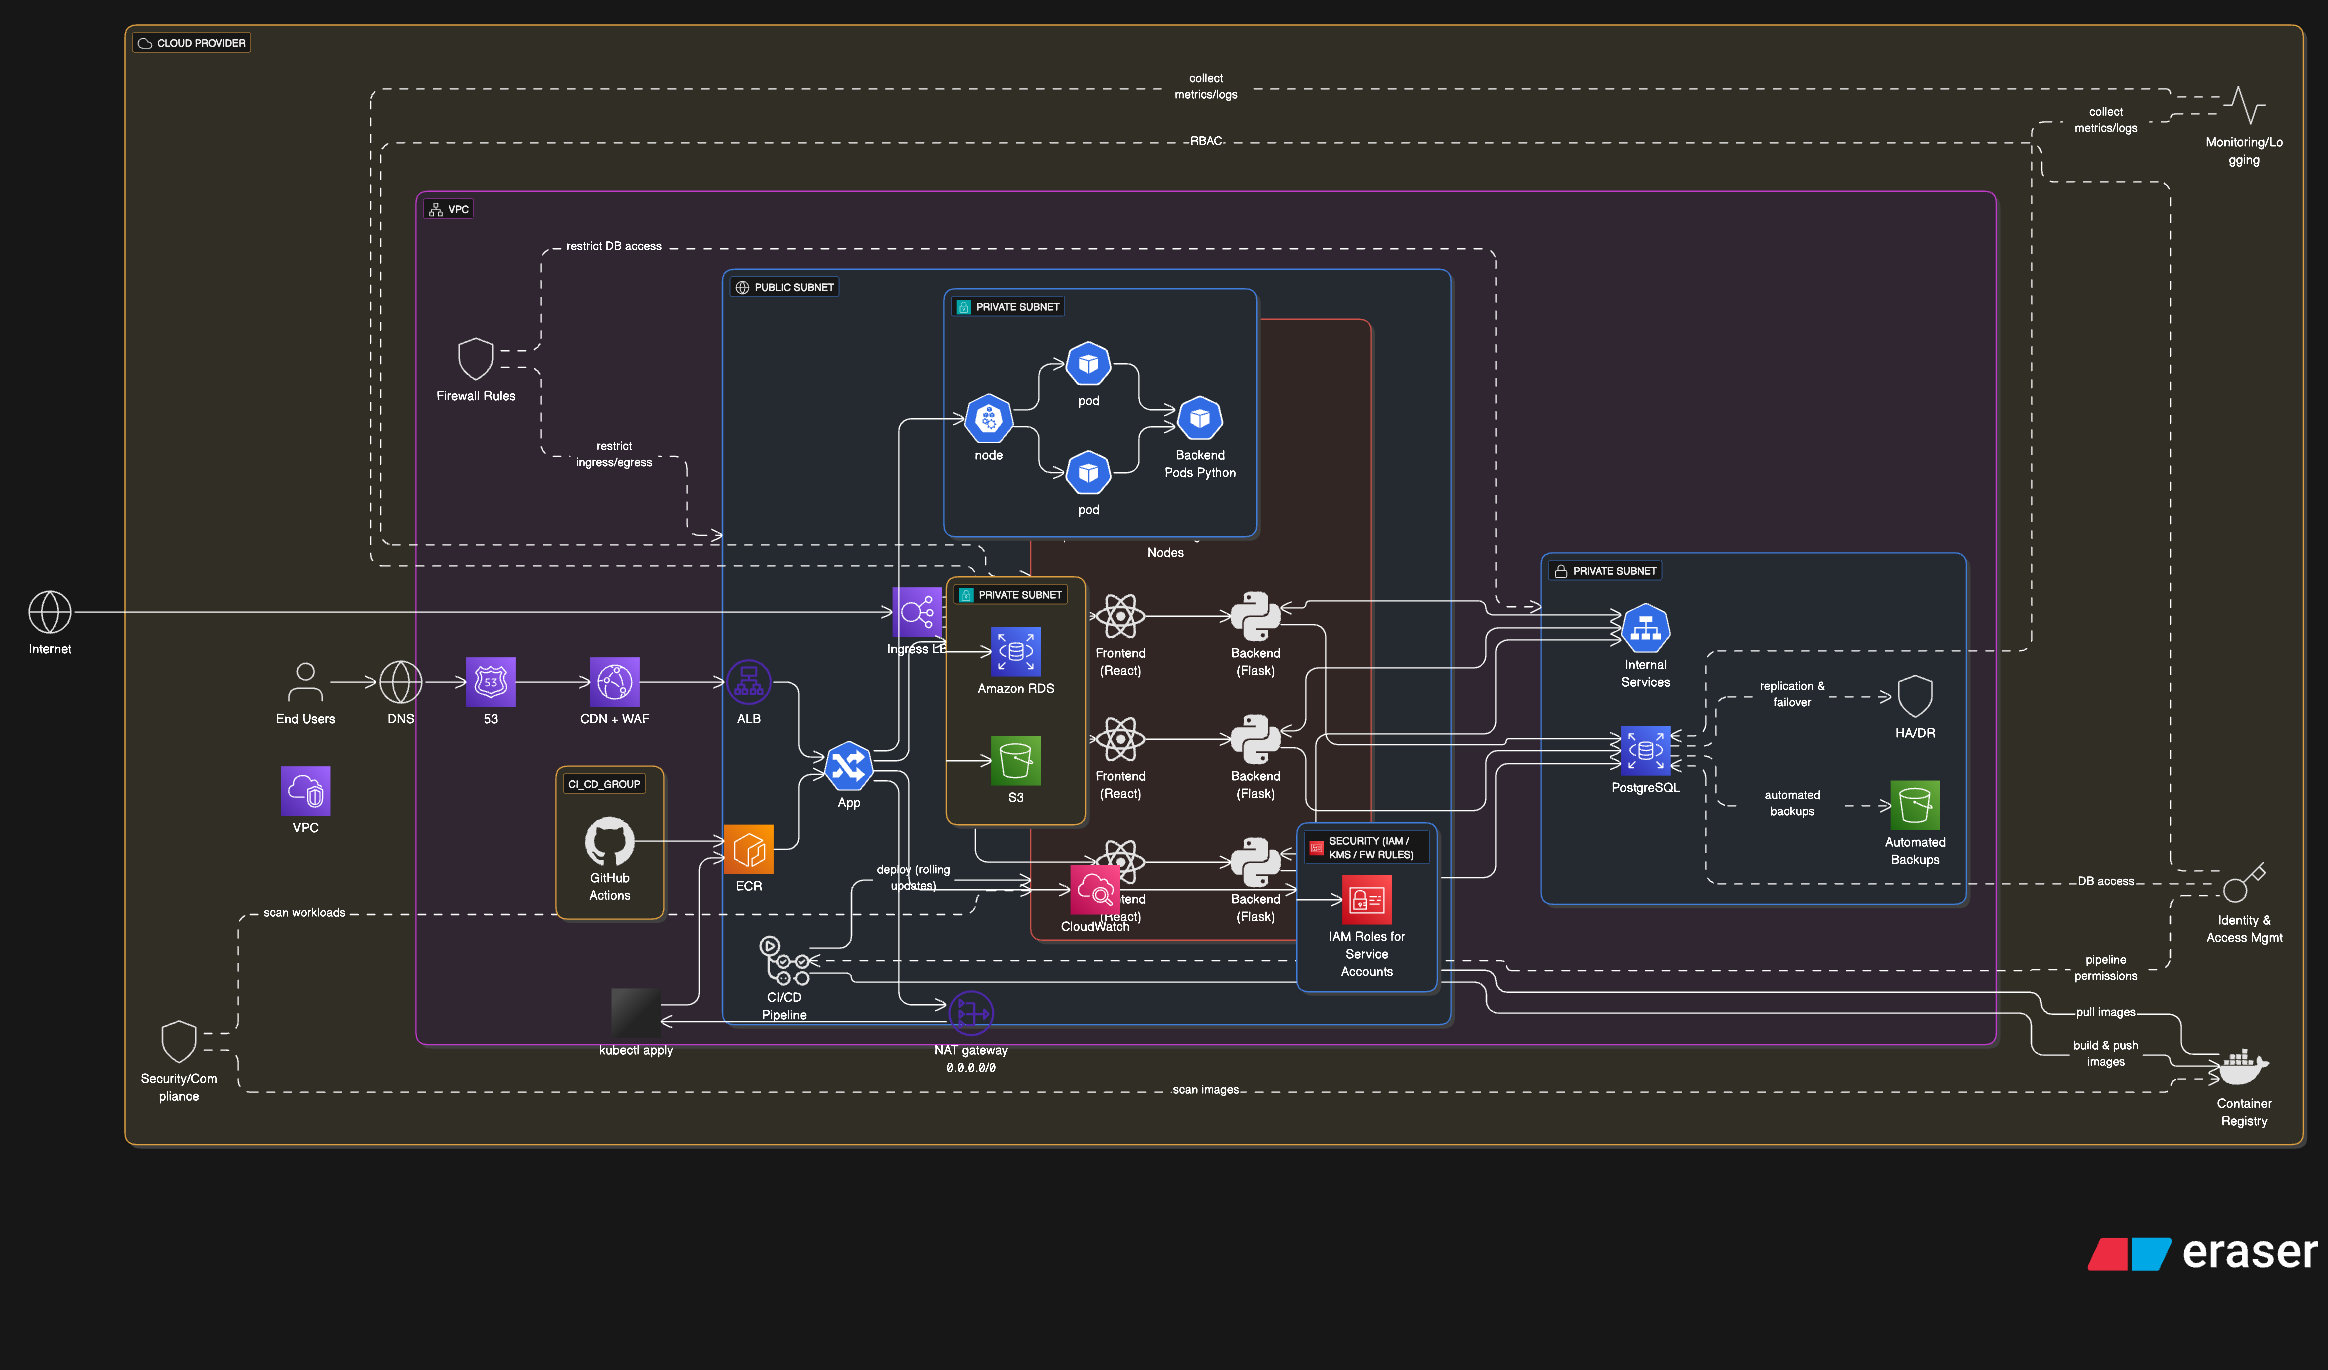 CLOUD PROVIDER
collect
metrics/logs
collect
metrics/logs
RBAC
Monitoring/Lo
gging
VPC
restrict DB access
PUBLIC SUBNET
PRIVATE SUBNET
Firewall Rules
pod
node
Backend
Pods Python
restrict
ingress/egress
pod
Nodes
PRIVATE SUBNET
PRIVATE SUBNET
Internet
Ingress LB
Frontend
(React)
Backend
(Flask)
Internal
Services
Amazon RDS
End Users
DNS
53
53
CDN + WAF
ALB
replication &
failover
HA/DR
CI_CD_GROUP
App
S3
Frontend
(React)
Backend
(Flask)
PostgreSQL
automated
backups
VPC
Automated
Backups
SECURITY (IAM /
KMS / FW RULES)
GitHub
Actions
ECR
deploy (rolling
updates)
tend
(React)
CloudWatch
Backend
(Flask)
DB access
scan workloads
Identity &
Access Mgmt
IAM Roles for
Service
Accounts
pipeline
permissions
CI/CD
Pipeline
pull images
kubectl apply
NAT gateway
0.0.0.0/0
build & push
images
Security/Com
pliance
scan images
Container
Registry
eraser